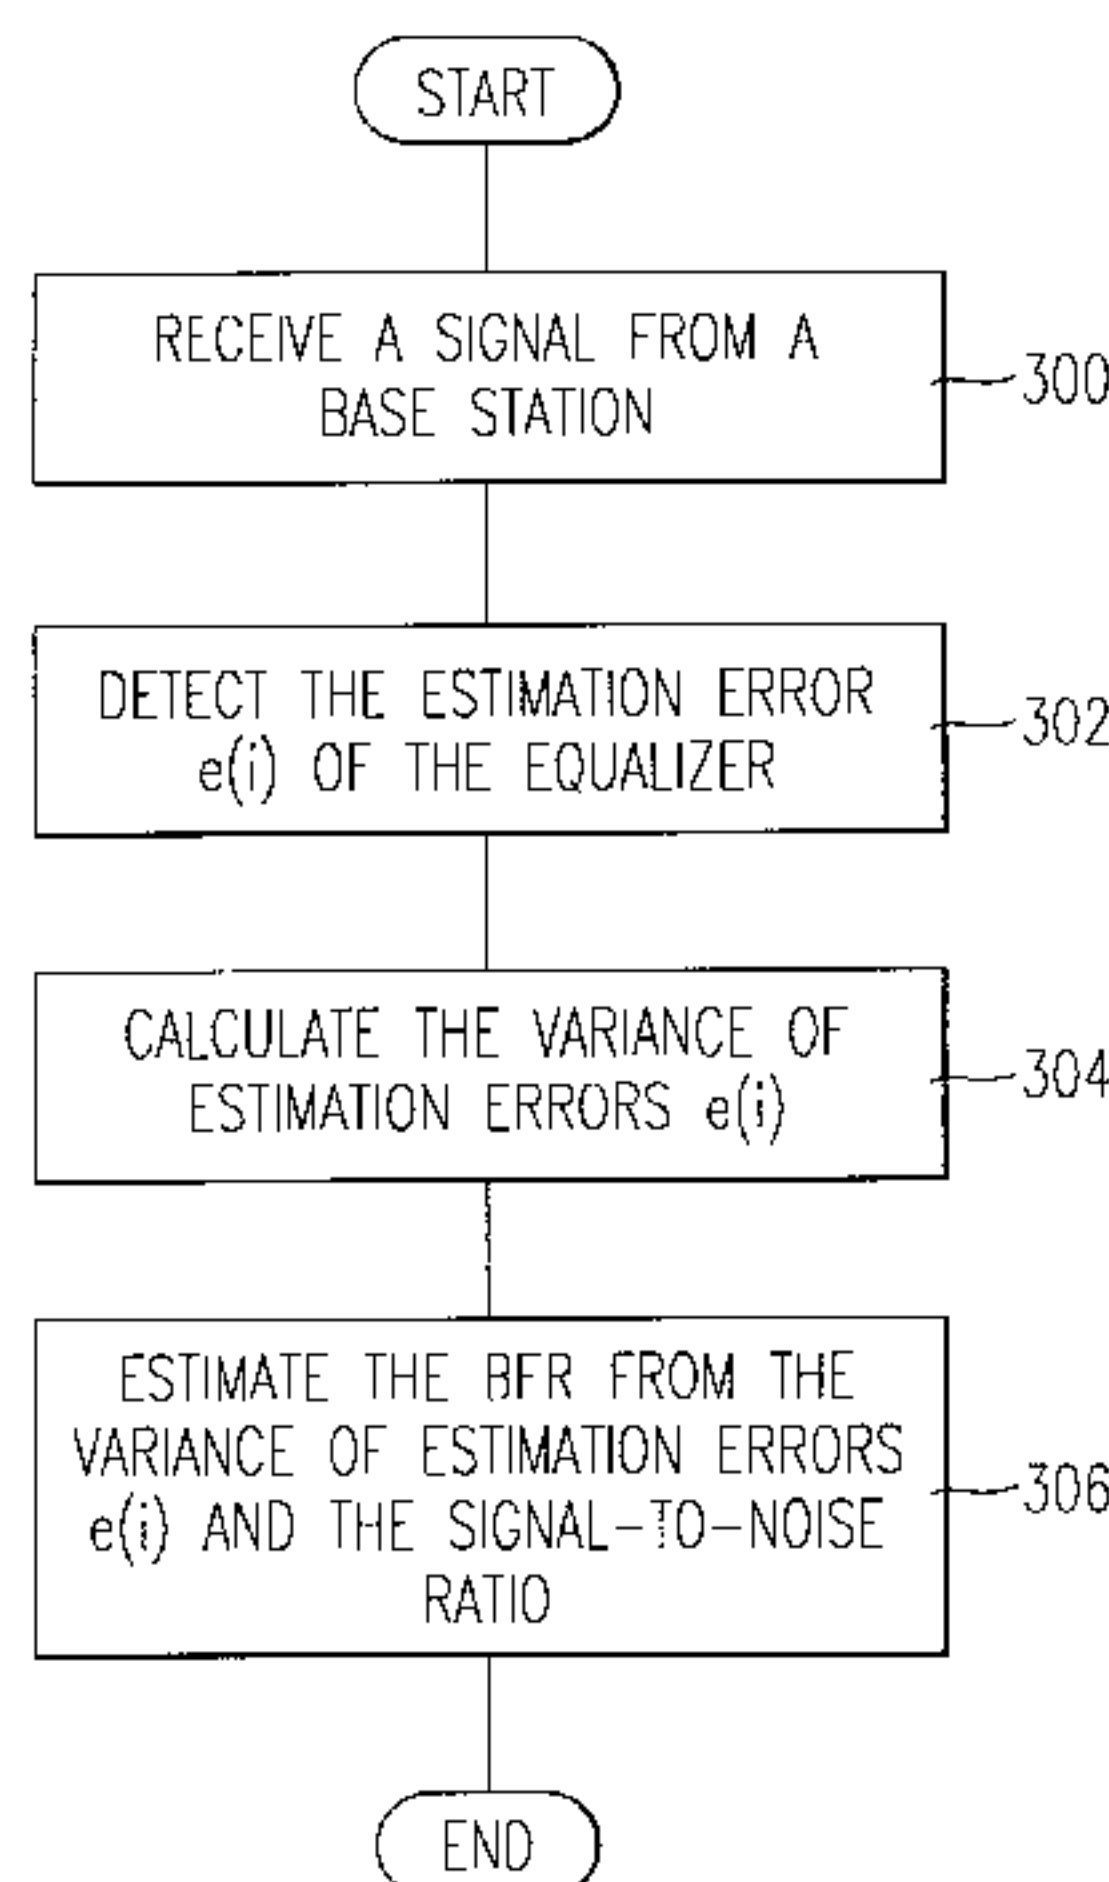 START
RECEIVE A SIGNAL FROM A
BASE STATION
300
DETECT THE ESTIMATION ERROR
e(i) OF THE EQUALIZER
302
CALCULATE THE VARIANCE OF
ESTIMATION ERRORS e(i)
304
ESTIMATE THE BFR FROM THE
VARIANCE OF ESTIMATION ERRORS
e(i) AND THE SIGNAL-TO-NOISE
RATIO
306
END